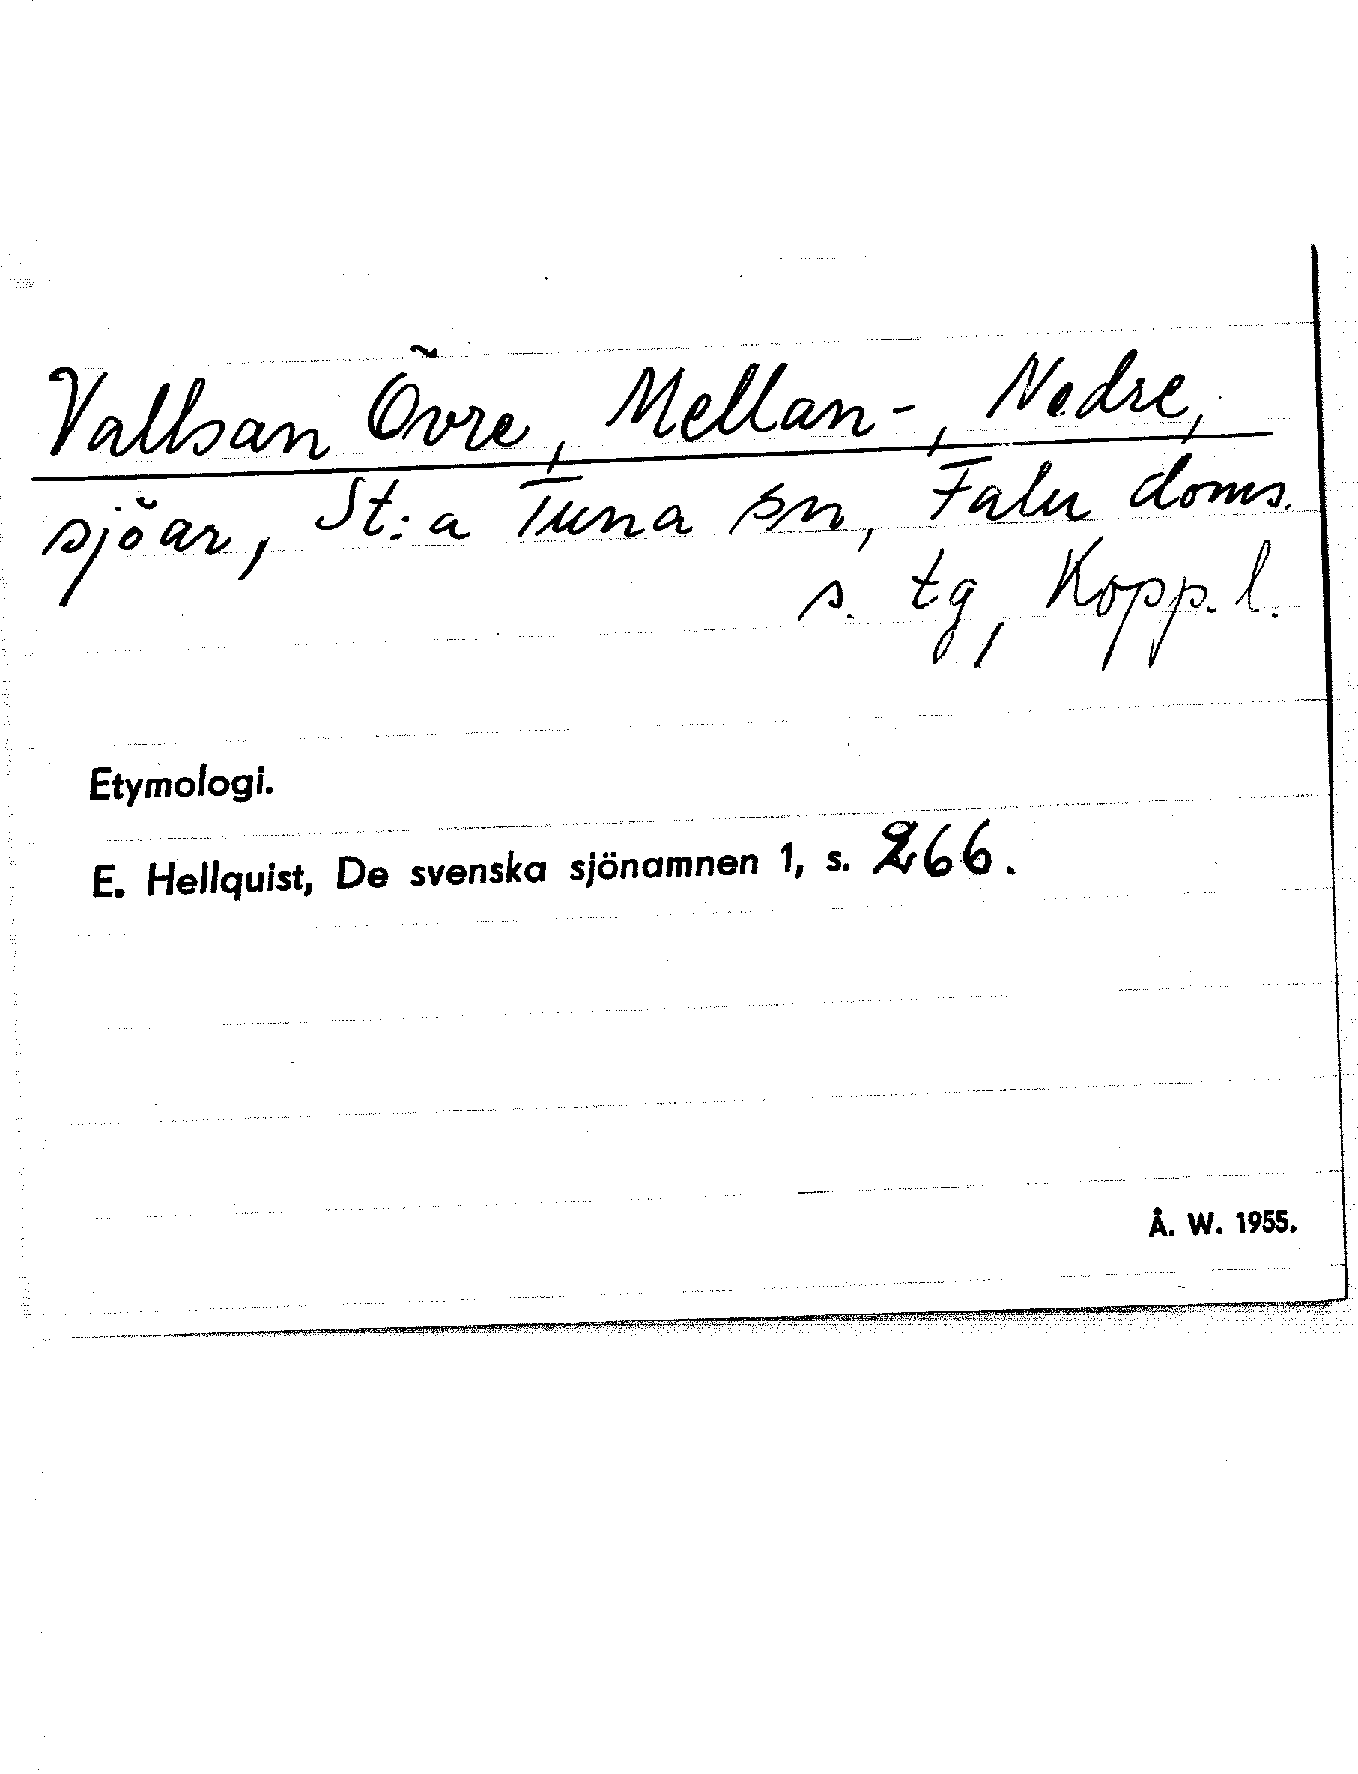 Vallsan Övre, Mellan-, Nedre,
sjöar, St:a Tuna sn, Falu doms.
s. tg, Kopp. l.
Etymologi.
E. Hellquist, De svenska sjönamnen 1, s. 266.
Å. W. 1955.